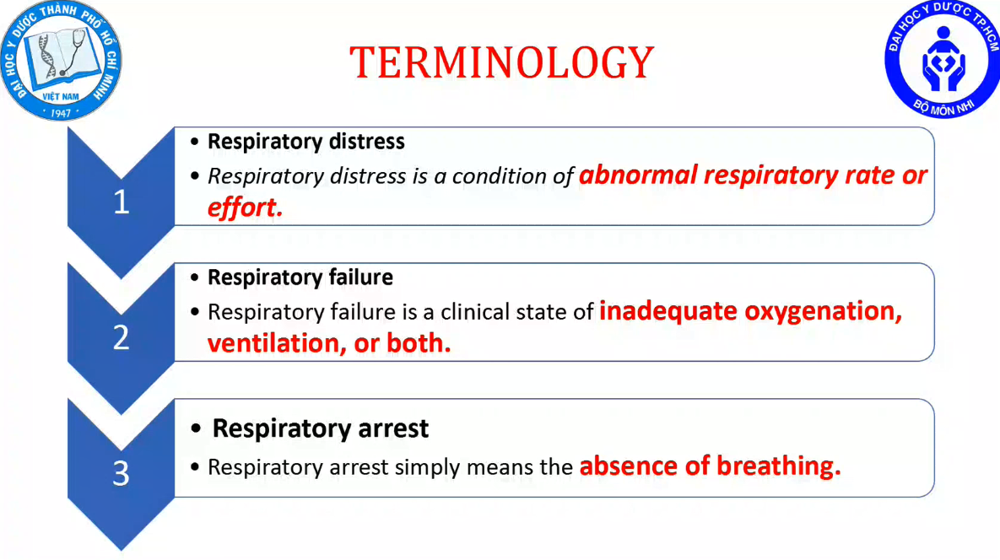 ĐẠI HỌC Y DƯỢC THÀNH PHỐ HỒ CHÍ MINH
VIỆT NAM
1947
TERMINOLOGY
ĐẠI HỌC Y DƯỢC TP.HCM
BỘ MÔN NHI
1
• Respiratory distress
• Respiratory distress is a condition of abnormal respiratory rate or
effort.
2
• Respiratory failure
• Respiratory failure is a clinical state of inadequate oxygenation,
ventilation, or both.
3
• Respiratory arrest
• Respiratory arrest simply means the absence of breathing.